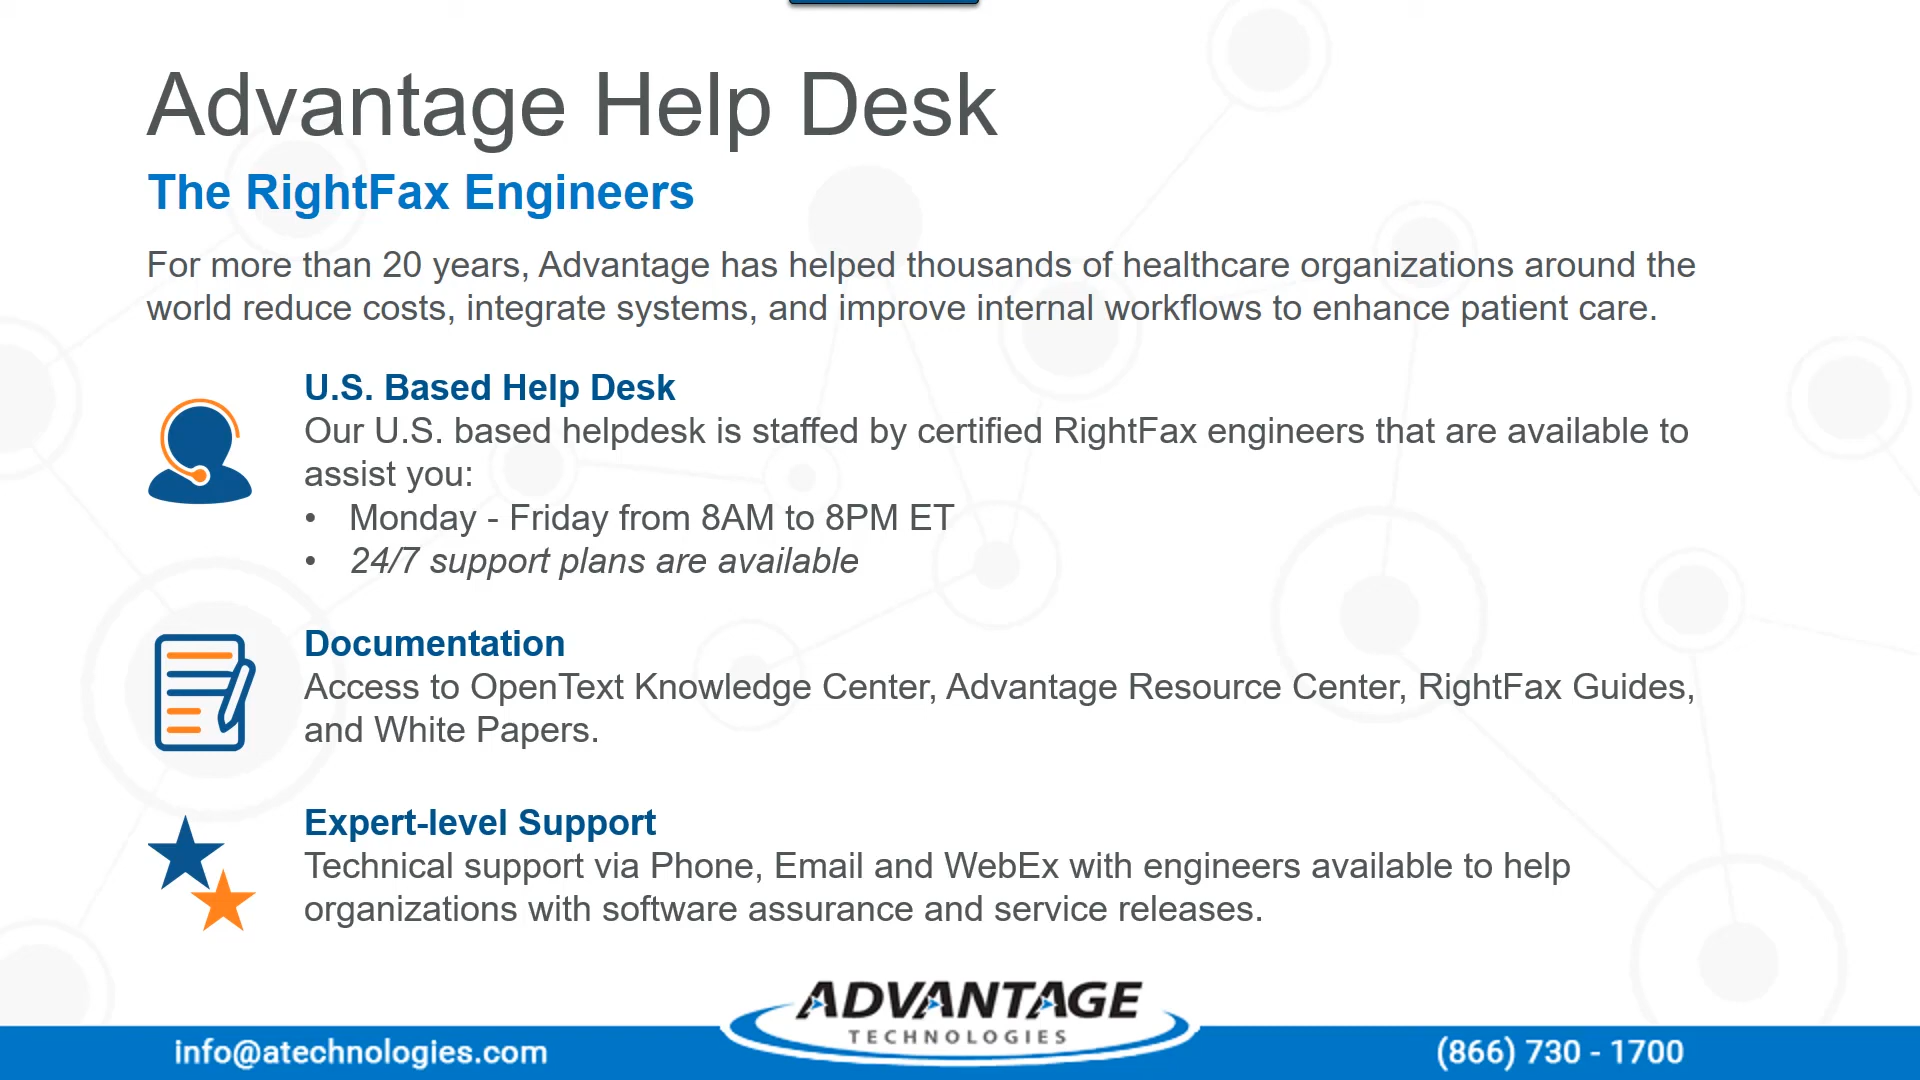 Advantage Help Desk
The RightFax Engineers
For more than 20 years, Advantage has helped thousands of healthcare organizations around the
world reduce costs, integrate systems, and improve internal workflows to enhance patient care.
U.S. Based Help Desk
Our U.S. based helpdesk is staffed by certified RightFax engineers that are available to
assist you:
• Monday - Friday from 8AM to 8PM ET
• 24/7 support plans are available
Documentation
Access to OpenText Knowledge Center, Advantage Resource Center, RightFax Guides,
and White Papers.
Expert-level Support
Technical support via Phone, Email and WebEx with engineers available to help
organizations with software assurance and service releases.
ADVANTAGE
TECHNOLOGIES
info@atechnologies.com
(866) 730 - 1700